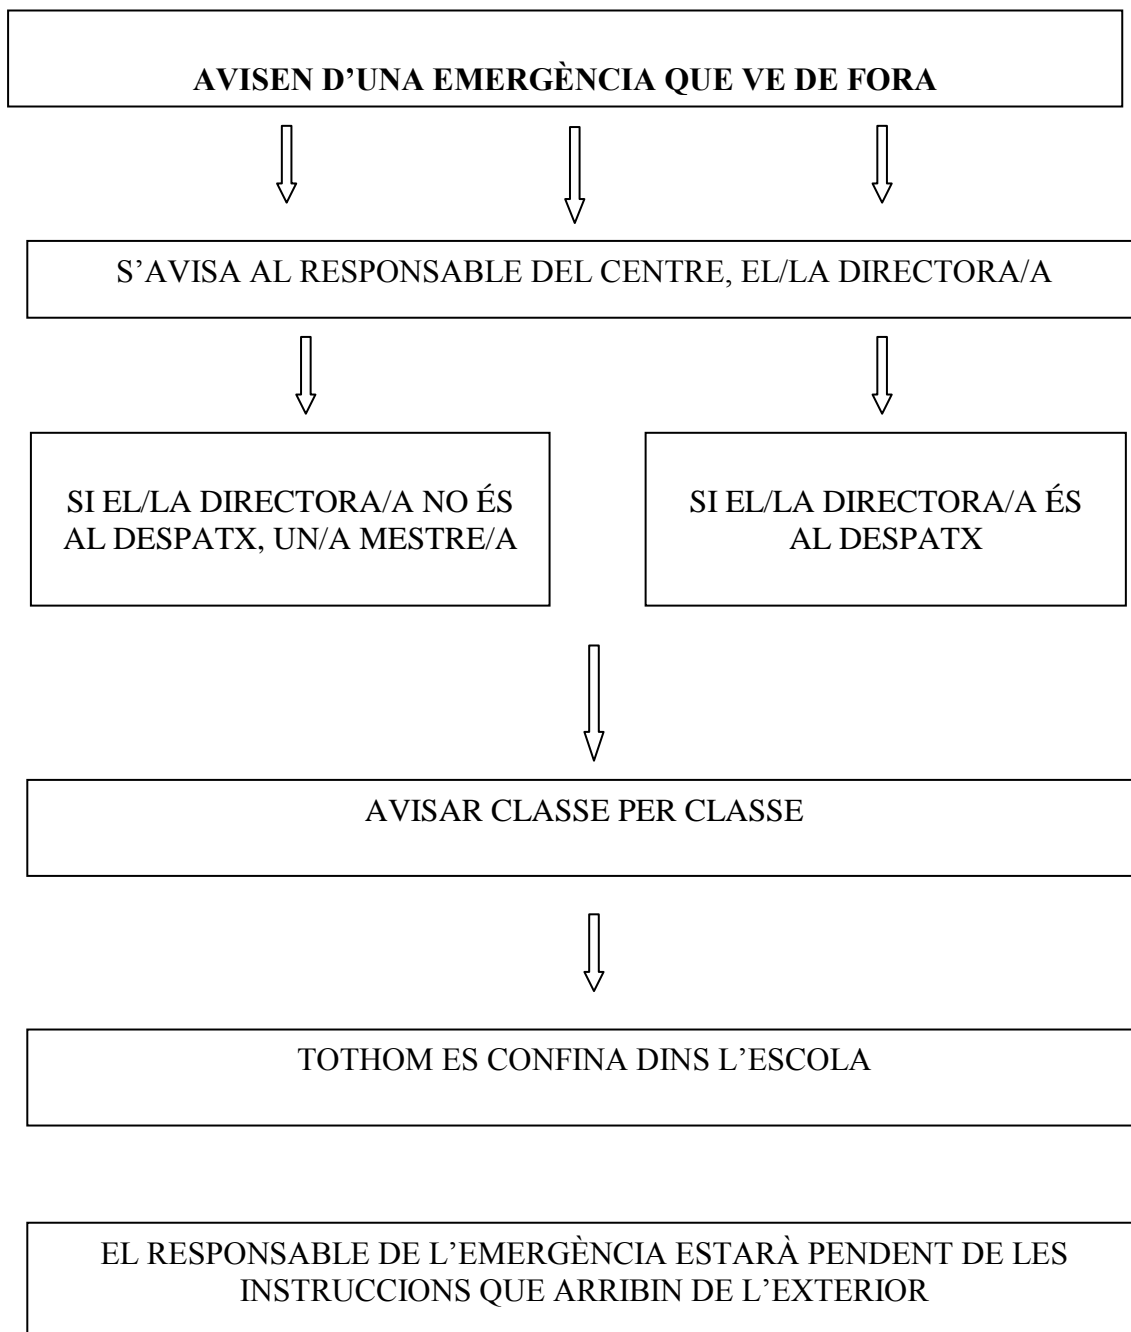 AVISEN D’UNA EMERGÈNCIA QUE VE DE FORA
S’AVISA AL RESPONSABLE DEL CENTRE, EL/LA DIRECTORA/A
SI EL/LA DIRECTORA/A NO ÉS
AL DESPATX, UN/A MESTRE/A
SI EL/LA DIRECTORA/A ÉS
AL DESPATX
AVISAR CLASSE PER CLASSE
TOTHOM ES CONFINA DINS L’ESCOLA
EL RESPONSABLE DE L’EMERGÈNCIA ESTARÀ PENDENT DE LES
INSTRUCCIONS QUE ARRIBIN DE L’EXTERIOR